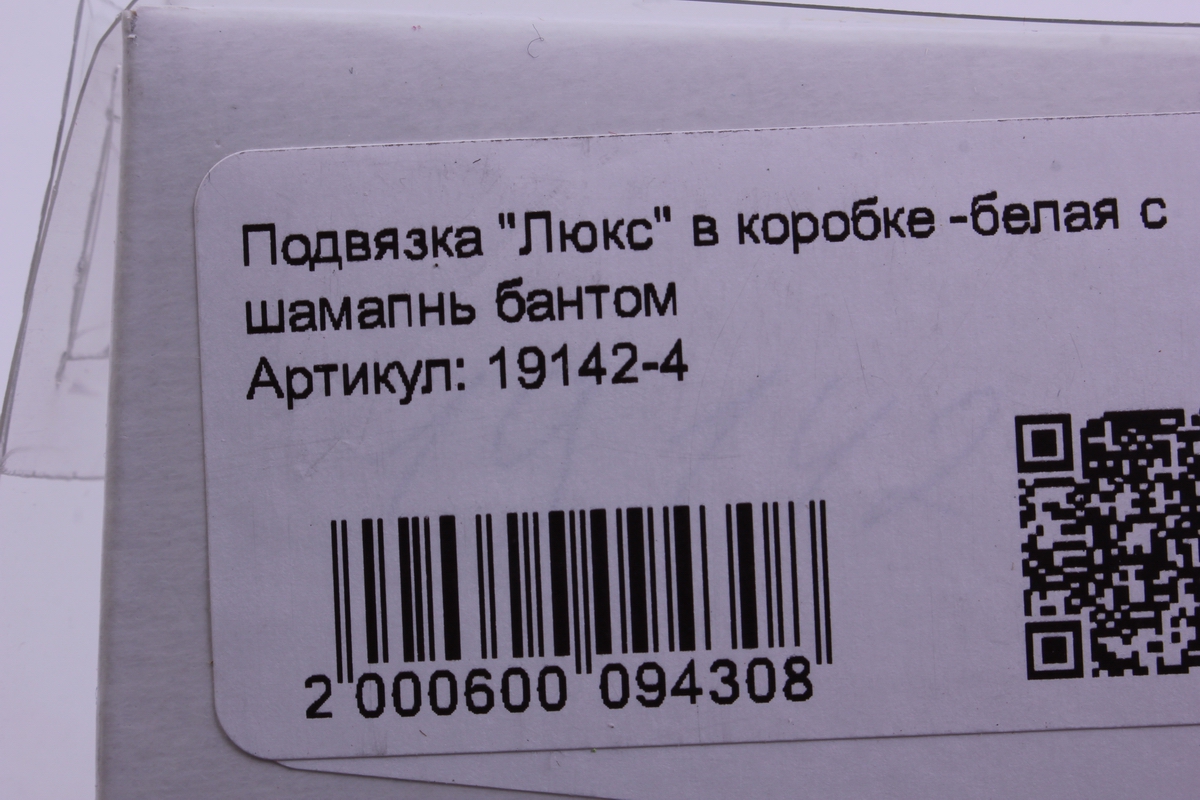 Подвязка "Люкс" в коробке -белая с
шамапнь бантом
Артикул: 19142-4
2 000600 094308